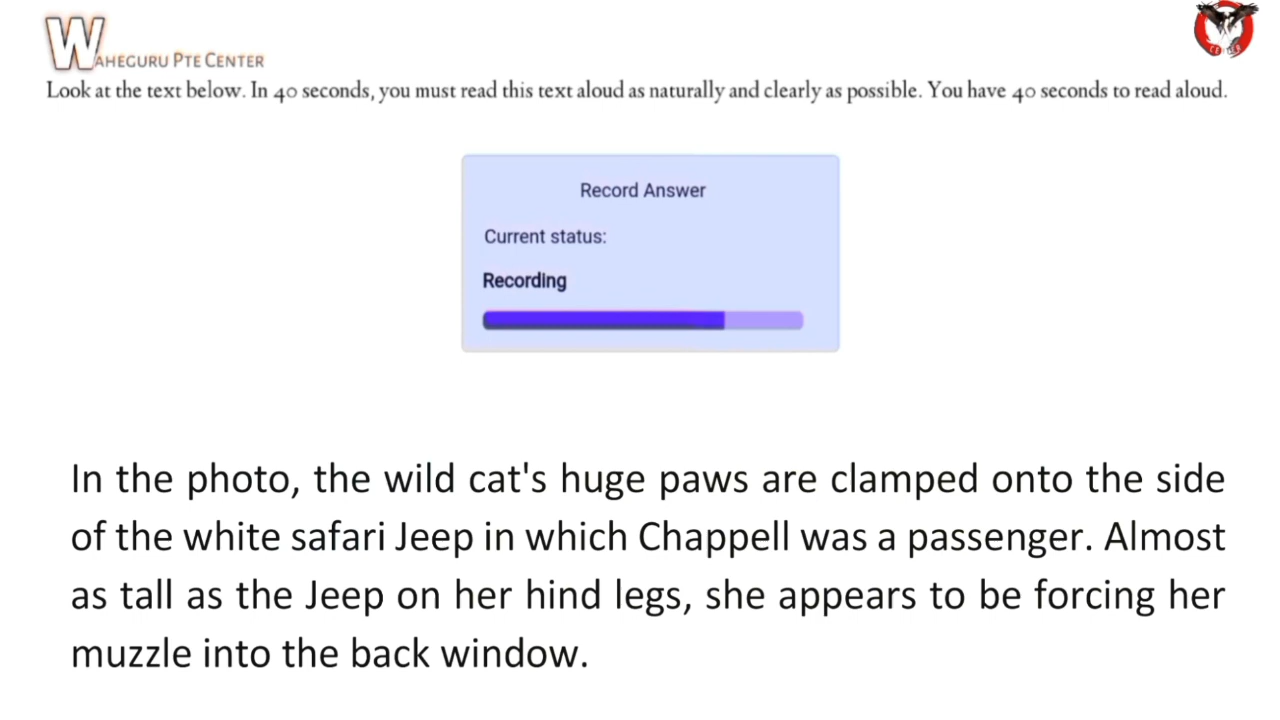 WAHEGURU PTE CENTER
Look at the text below. In 40 seconds, you must read this text aloud as naturally and clearly as possible. You have 40 seconds to read aloud.
Record Answer
Current status:
Recording
In the photo, the wild cat's huge paws are clamped onto the side
of the white safari Jeep in which Chappell was a passenger. Almost
as tall as the Jeep on her hind legs, she appears to be forcing her
muzzle into the back window.